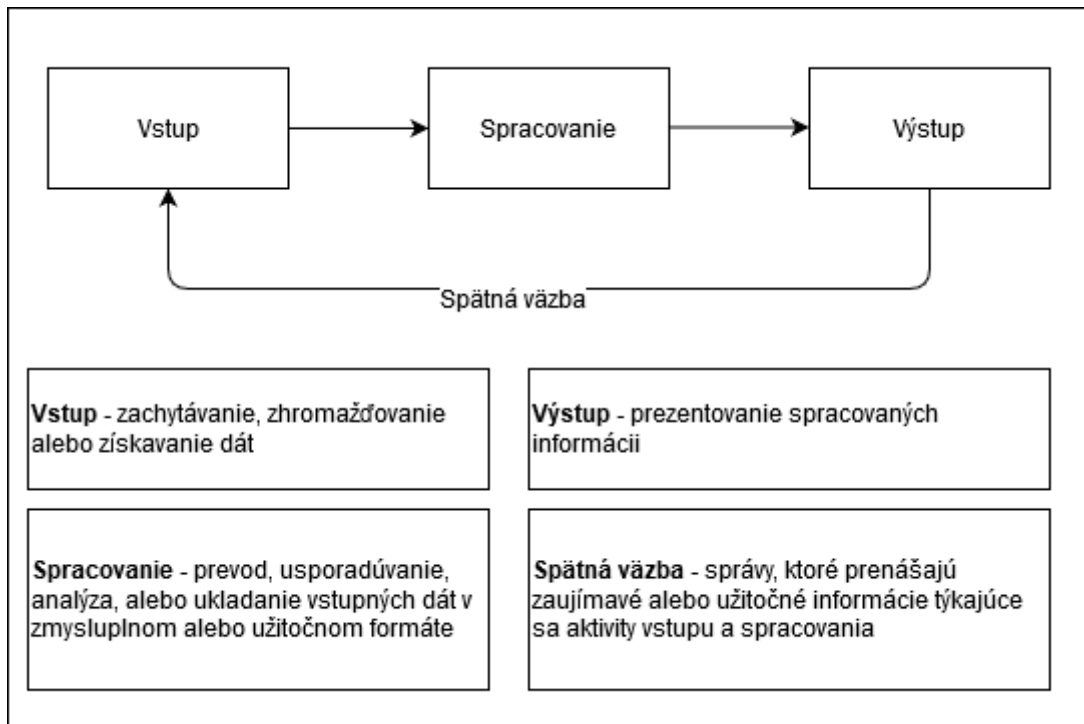 Vstup
Spracovanie
Výstup
Spätná väzba
Vstup - zachytávanie, zhromažďovanie
alebo získavanie dát
Výstup - prezentovanie spracovaných
informácii
Spracovanie - prevod, usporadúvanie,
analýza, alebo ukladanie vstupných dát v
zmysluplnom alebo užitočnom formáte
Spätná väzba - správy, ktoré prenášajú
zaujímavé alebo užitočné informácie týkajúce
sa aktivity vstupu a spracovania